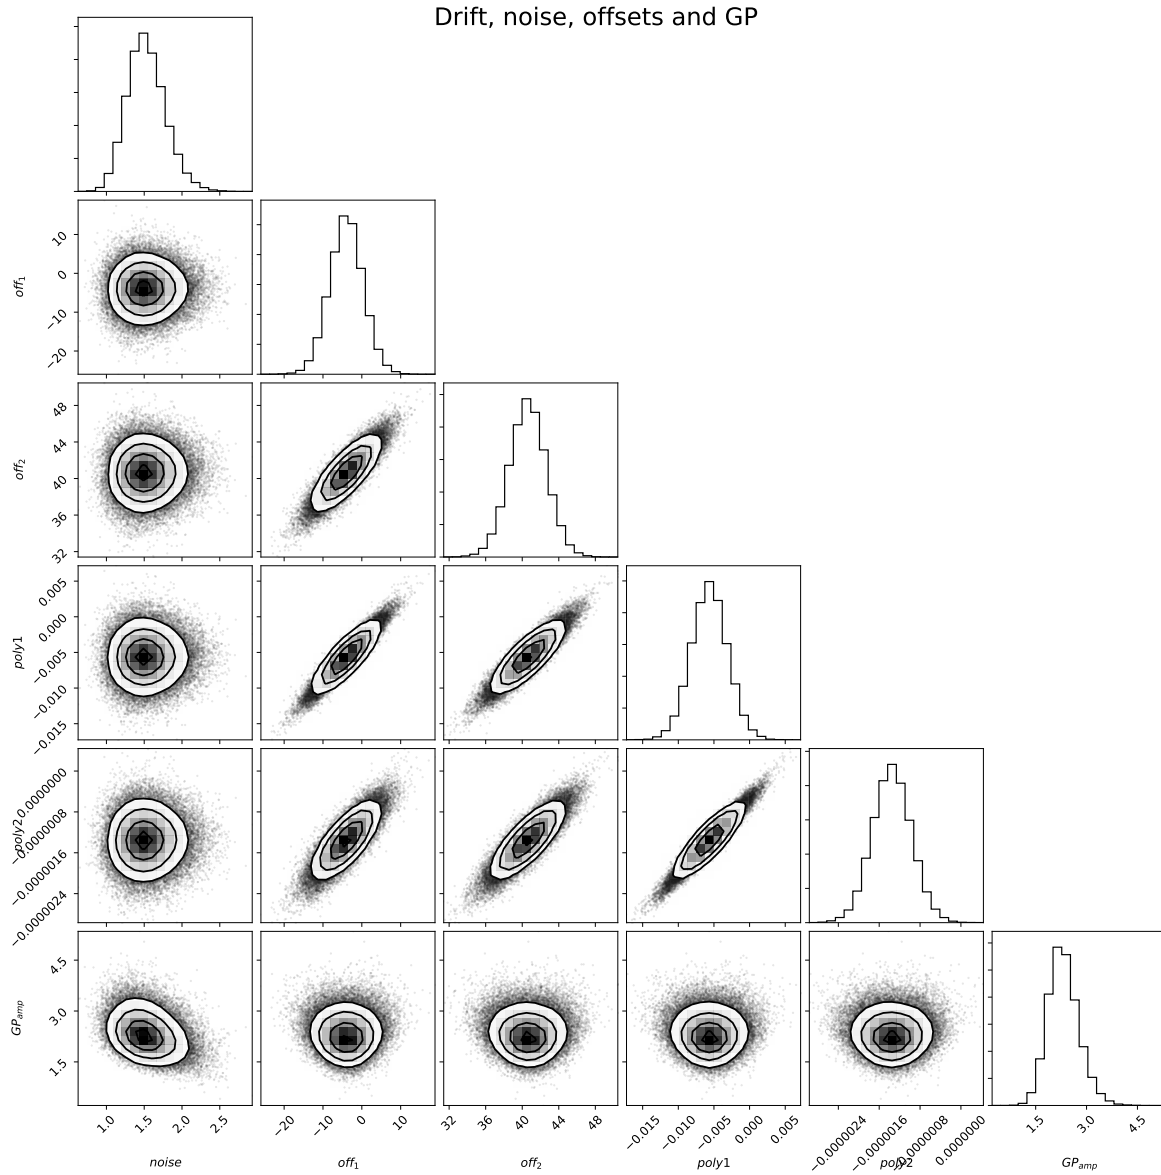 Drift, noise, offsets and GP
10
0
−10
−20
off1
48
44
40
36
32
off2
0.005
0.000
−0.005
−0.010
−0.015
poly1
0.0000000
−0.0000008
−0.0000016
−0.0000024
poly2
4.5
3.0
1.5
GPamp
1.0 1.5 2.0 2.5
−20 −10 0 10
32 36 40 44 48
−0.015 −0.010 −0.005 0.000 0.005
−0.0000024 −0.0000016 −0.0000008 0.0000000
1.5 3.0 4.5
noise off1 off2 poly1 poly2 GPamp